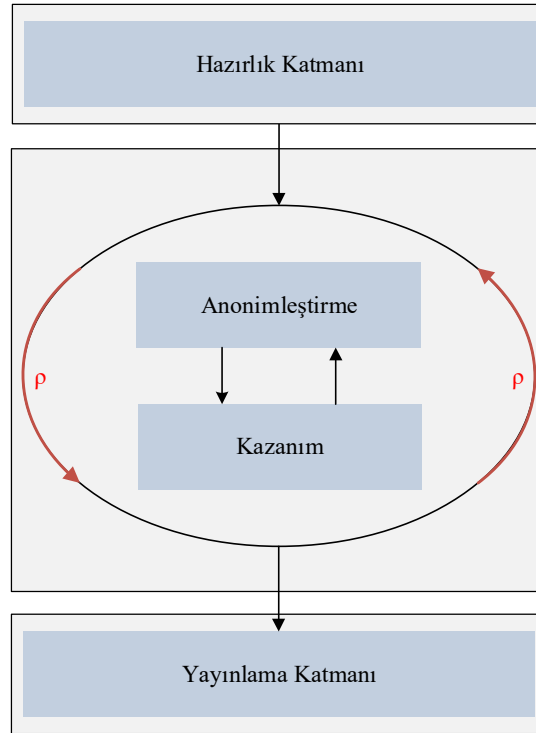 Hazırlık Katmanı
Anonimleştirme
ρ
ρ
Kazanım
Yayınlama Katmanı